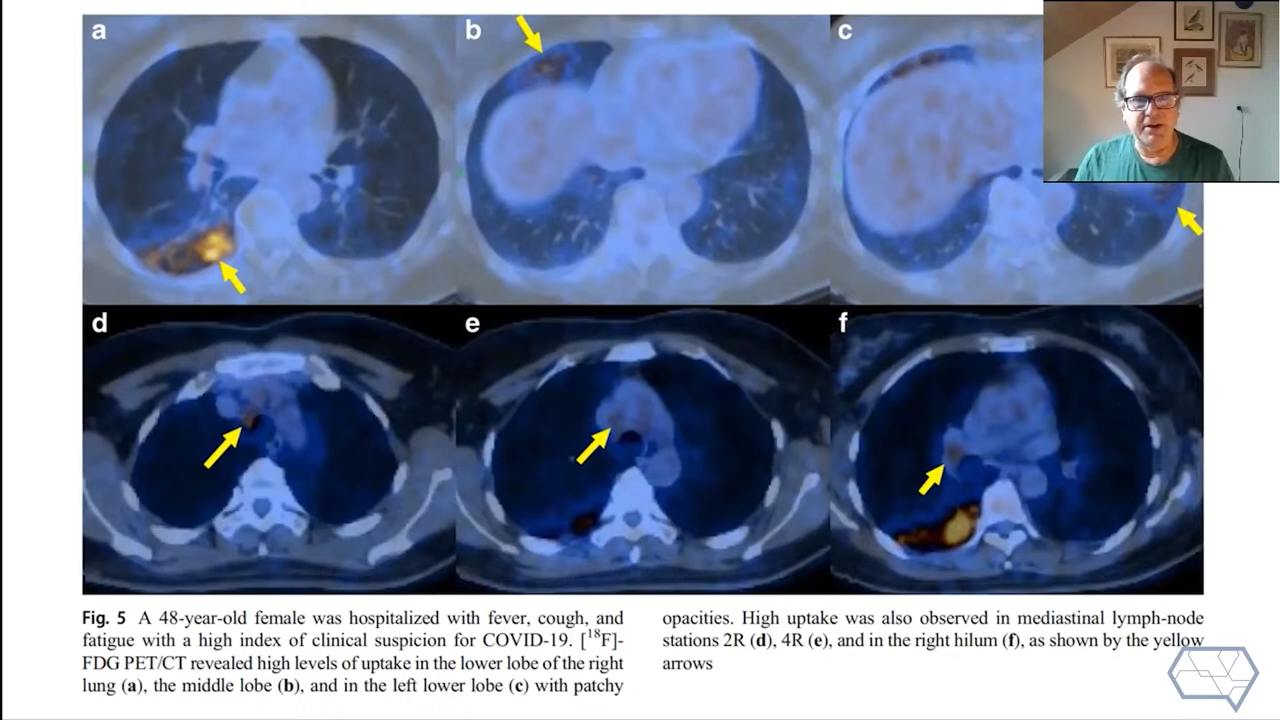 a
b
c
d
e
f
Fig. 5 A 48-year-old female was hospitalized with fever, cough, and
fatigue with a high index of clinical suspicion for COVID-19. [18F]-
FDG PET/CT revealed high levels of uptake in the lower lobe of the right
lung (a), the middle lobe (b), and in the left lower lobe (c) with patchy
opacities. High uptake was also observed in mediastinal lymph-node
stations 2R (d), 4R (e), and in the right hilum (f), as shown by the yellow
arrows